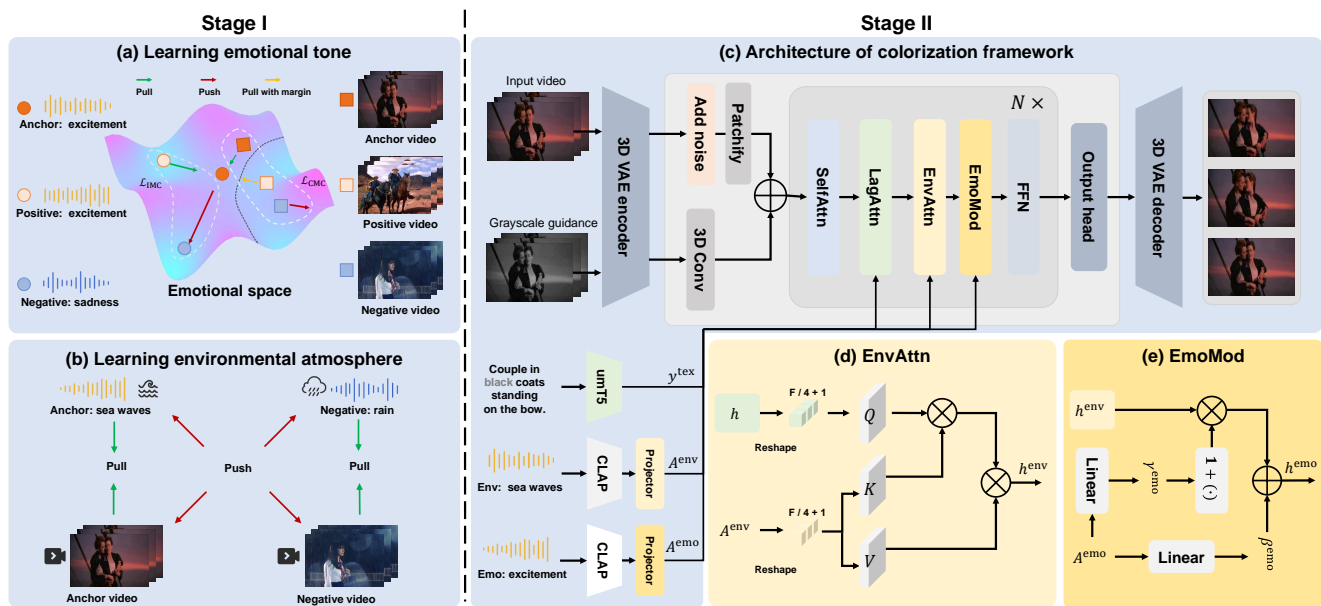 Stage I
Stage II
(a) Learning emotional tone
Pull
Push
Pull with margin
Anchor: excitement
Positive: excitement
Negative: sadness
ℒIMC
ℒCMC
Emotional space
Anchor video
Positive video
Negative video
(b) Learning environmental atmosphere
Anchor: sea waves
Negative: rain
Pull
Push
Pull
Anchor video
Negative video
(c) Architecture of colorization framework
Input video
Grayscale guidance
3D VAE encoder
Add noise
Patchify
3D Conv
N ×
SelfAttn
LagAttn
EnvAttn
EmoMod
FFN
Output head
3D VAE decoder
Couple in
black coats
standing
on the bow.
umT5
y^tex
Env: sea waves
CLAP
Projector
A^env
Emo: excitement
CLAP
Projector
A^emo
(d) EnvAttn
h
F / 4 + 1
Reshape
Q
K
V
A^env
F / 4 + 1
Reshape
h^env
(e) EmoMod
h^env
Linear
γ^emo
1 + (·)
h^emo
A^emo
Linear
β^emo